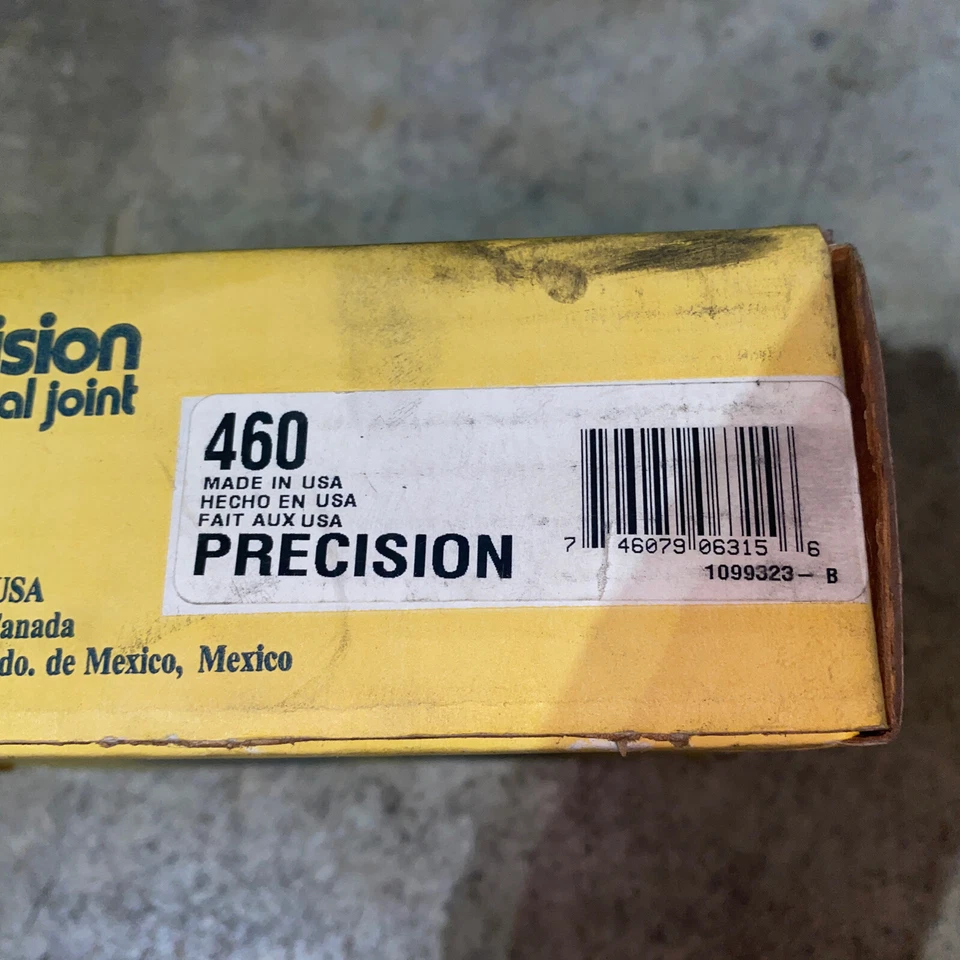 ision
al joint
460
MADE IN USA
HECHO EN USA
FAIT AUX USA
PRECISION
7 46079 06315 6
1099323- B
USA
Canada
do. de Mexico, Mexico